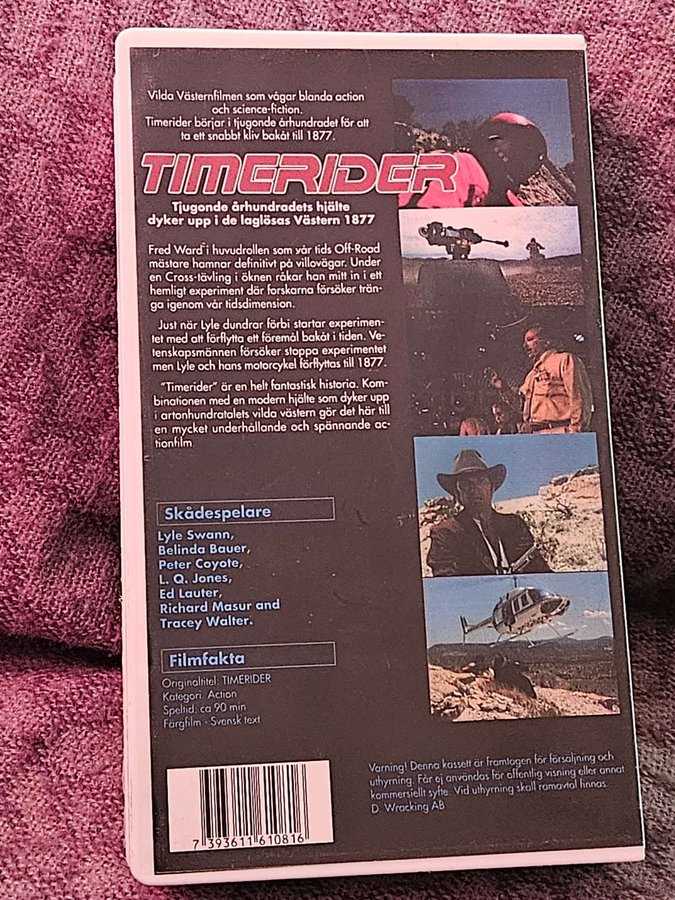 Vilda Västernfilmen som vågar blanda action
och science-fiction.
Timerider börjar i tjugonde århundradet för att
ta ett snabbt kliv bakåt till 1877.
TIMERIDER
Tjugonde århundradets hjälte
dyker upp i de laglösas Västern 1877
Fred Ward i huvudrollen som vår tids Off-Road
mästare hamnar definitivt på villovägar. Under
en Cross-tävling i öknen råkar han mitt in i ett
hemligt experiment där forskarna försöker trän-
ga igenom vår tidsdimension.
Just när Lyle dundrar förbi startar experimen-
tet med att förflytta ett föremål bakåt i tiden. Ve-
tenskapsmännen försöker stoppa experimentet
men Lyle och hans motorcykel förflyttas till 1877.
"Timerider" är en helt fantastisk historia. Kom-
binationen med en modern hjälte som dyker upp
i artonhundratalets vilda västern gör det här till
en mycket underhållande och spännande ac-
tionfilm.
Skådespelare
Lyle Swann,
Belinda Bauer,
Peter Coyote,
L. Q. Jones,
Ed Lauter,
Richard Masur and
Tracey Walter.
Filmfakta
Originaltitel: TIMERIDER
Kategori: Action
Speltid: ca 90 min
Färgfilm - Svensk text
7 393611 610816
Varning! Denna kassett är framtagen för försäljning och
uthyrning. Får ej användas för offentlig visning eller annat
kommersiellt syfte. Vid uthyrning skall ramavtal finnas.
D. Wracking AB